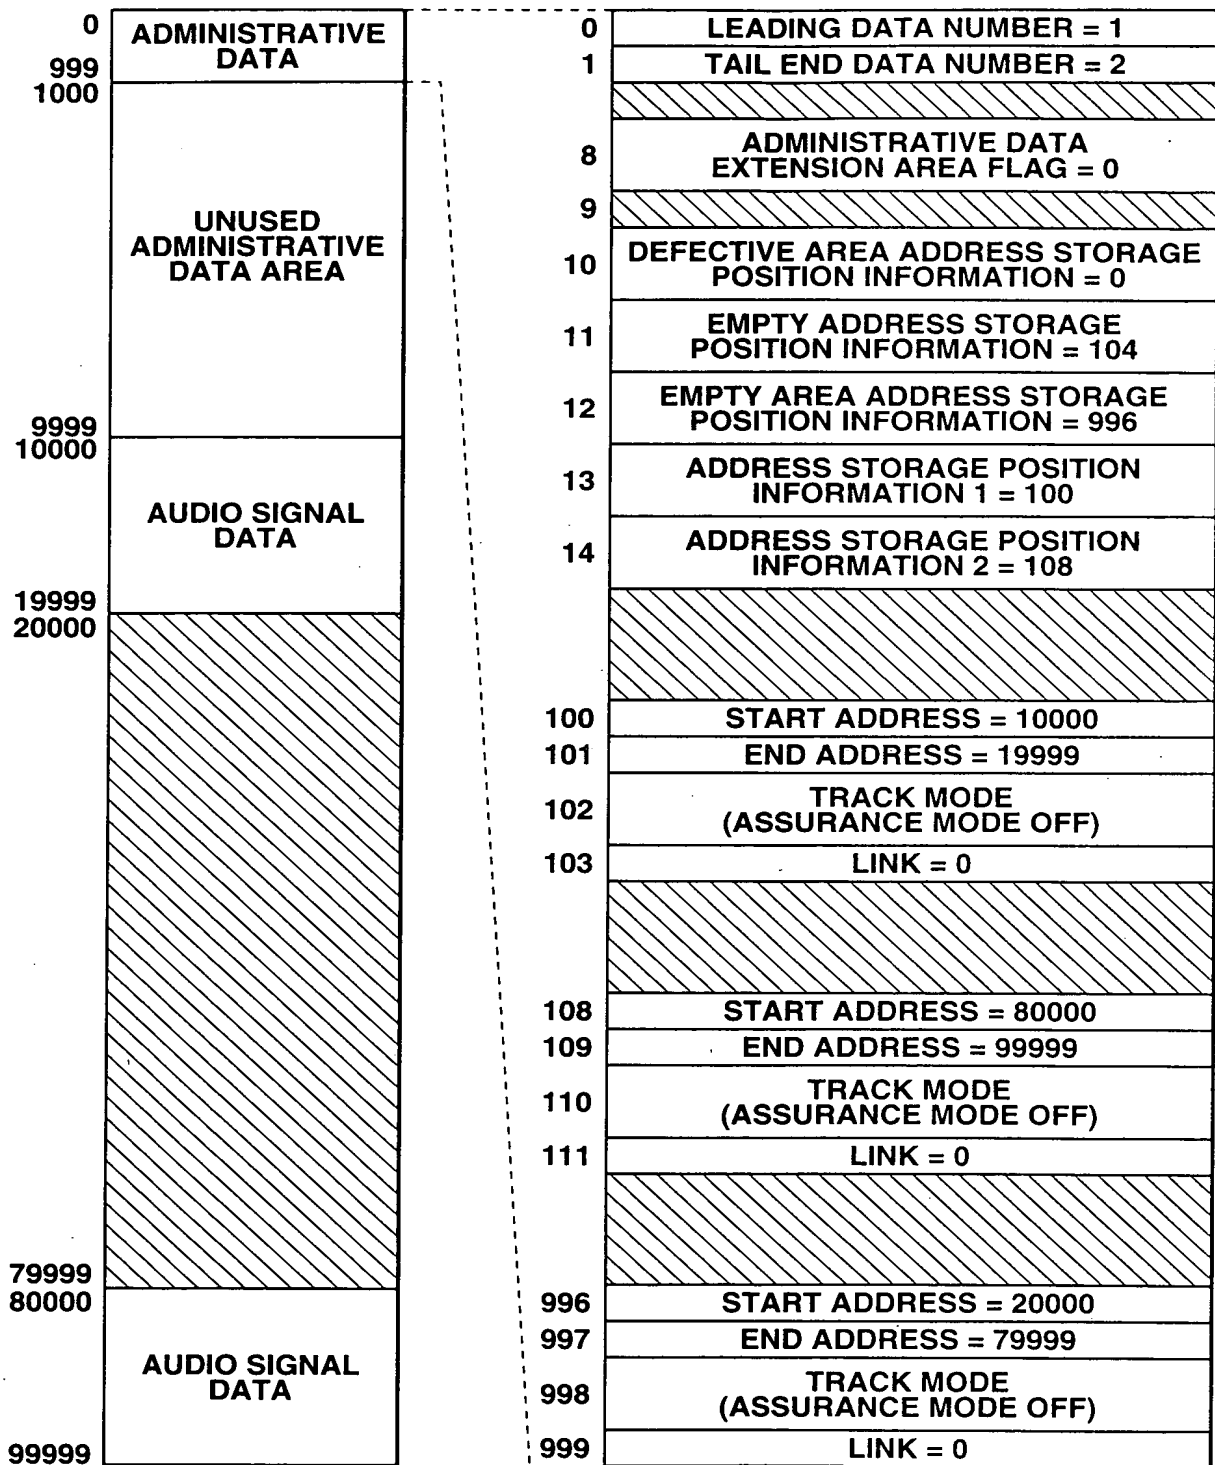 0
ADMINISTRATIVE
DATA
999
1000
UNUSED
ADMINISTRATIVE
DATA AREA
9999
10000
AUDIO SIGNAL
DATA
19999
20000
79999
80000
AUDIO SIGNAL
DATA
99999
0 LEADING DATA NUMBER = 1
1 TAIL END DATA NUMBER = 2
8 ADMINISTRATIVE DATA
EXTENSION AREA FLAG = 0
9
10 DEFECTIVE AREA ADDRESS STORAGE
POSITION INFORMATION = 0
11 EMPTY ADDRESS STORAGE
POSITION INFORMATION = 104
12 EMPTY AREA ADDRESS STORAGE
POSITION INFORMATION = 996
13 ADDRESS STORAGE POSITION
INFORMATION 1 = 100
14 ADDRESS STORAGE POSITION
INFORMATION 2 = 108
100 START ADDRESS = 10000
101 END ADDRESS = 19999
102 TRACK MODE
(ASSURANCE MODE OFF)
103 LINK = 0
108 START ADDRESS = 80000
109 END ADDRESS = 99999
110 TRACK MODE
(ASSURANCE MODE OFF)
111 LINK = 0
996 START ADDRESS = 20000
997 END ADDRESS = 79999
998 TRACK MODE
(ASSURANCE MODE OFF)
999 LINK = 0